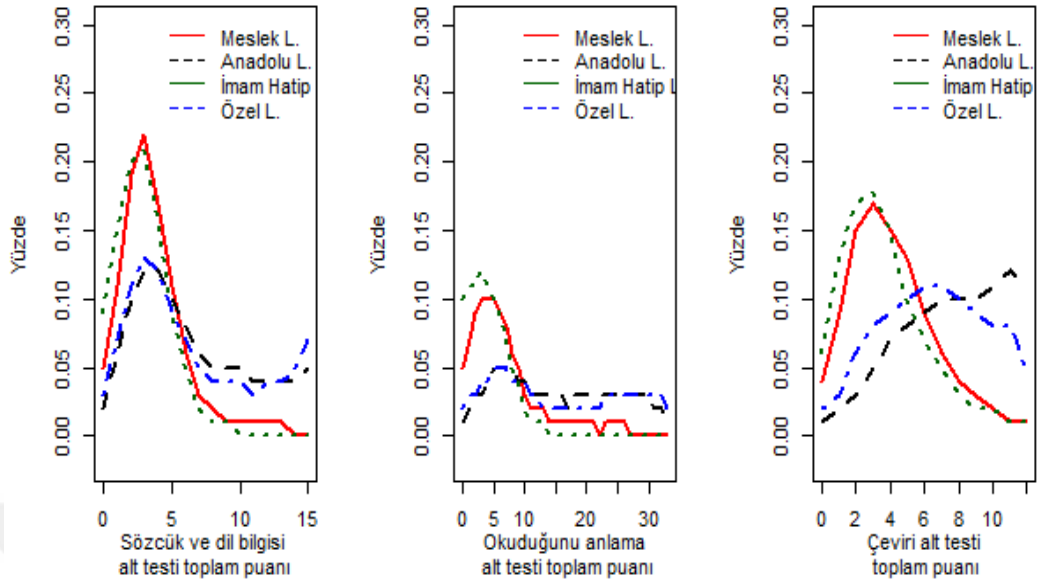 0.30
0.25
0.20
0.15
0.10
0.05
0.00
Yüzde
Meslek L.
Anadolu L.
İmam Hatip
Özel L.
0 5 10 15
Sözcük ve dil bilgisi
alt testi toplam puanı
0.30
0.25
0.20
0.15
0.10
0.05
0.00
Yüzde
Meslek L.
Anadolu L.
İmam Hatip L
Özel L.
0 5 10 20 30
Okuduğunu anlama
alt testi toplam puanı
0.30
0.25
0.20
0.15
0.10
0.05
0.00
Yüzde
Meslek L.
Anadolu L.
İmam Hatip
Özel L.
0 2 4 6 8 10
Çeviri alt testi
toplam puanı